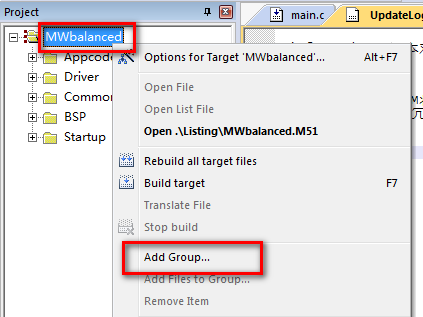 Project
main.c
UpdateLog
MWbalanced
Appcod
Driver
Commo
BSP
Startup
Options for Target 'MWbalanced'... Alt+F7
Open File
Open List File
Open .\Listing\MWbalanced.M51
Rebuild all target files
Build target F7
Translate File
Stop build
Add Group...
Add Files to Group...
Remove Item